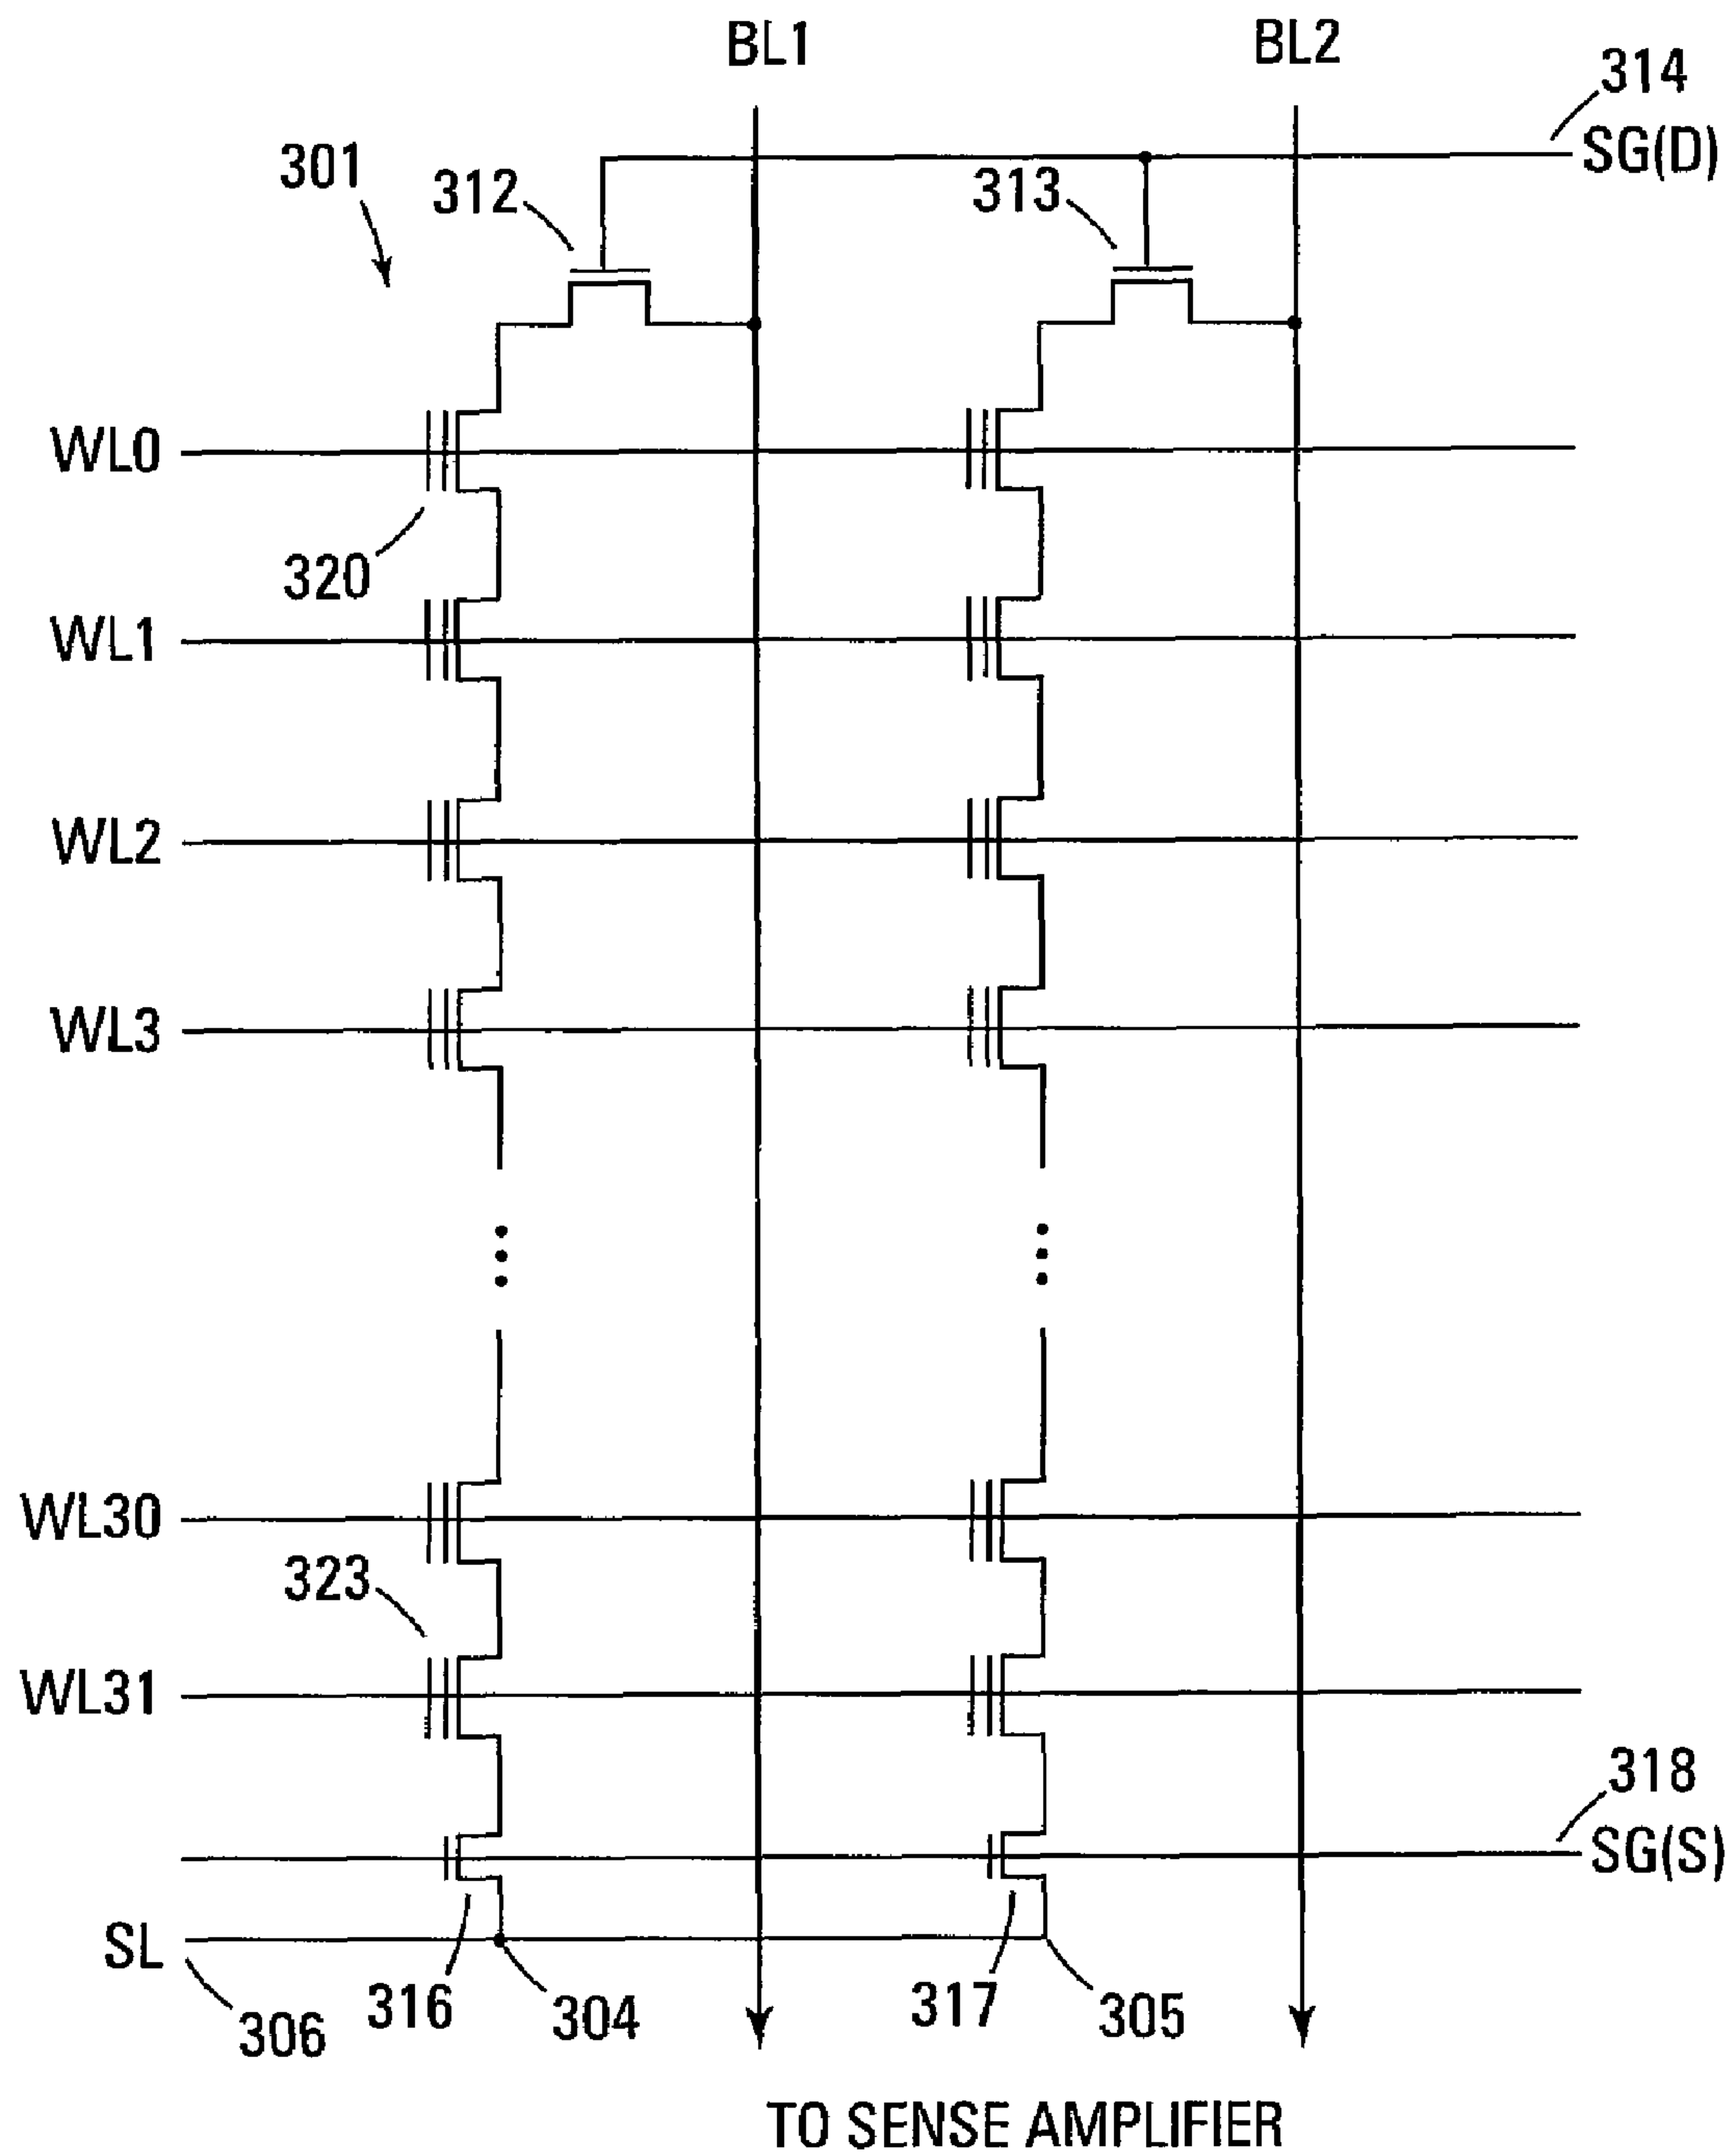 BL1
BL2
314
SG(D)
301
312
313
WL0
320
WL1
WL2
WL3
WL30
323
WL31
318
SG(S)
SL
306
316
304
317
305
TO SENSE AMPLIFIER